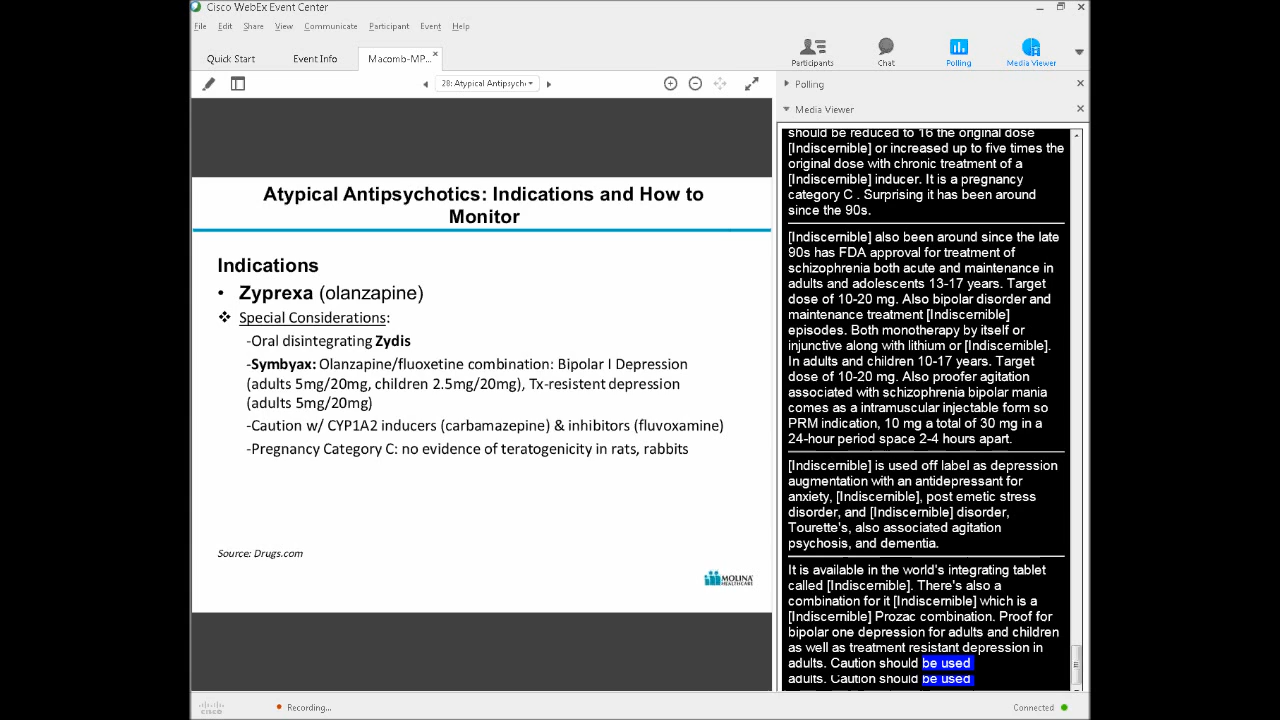 Cisco WebEx Event Center
File Edit Share View Communicate Participant Event Help
Quick Start Event Info Macomb-MP...
Participants Chat Polling Media Viewer
28: Atypical Antipsych
Polling
Media Viewer
Atypical Antipsychotics: Indications and How to
Monitor
Indications
• Zyprexa (olanzapine)
❖ Special Considerations:
-Oral disintegrating Zydis
-Symbyax: Olanzapine/fluoxetine combination: Bipolar I Depression
(adults 5mg/20mg, children 2.5mg/20mg), Tx-resistent depression
(adults 5mg/20mg)
-Caution w/ CYP1A2 inducers (carbamazepine) & inhibitors (fluvoxamine)
-Pregnancy Category C: no evidence of teratogenicity in rats, rabbits
Source: Drugs.com
MOLINA
HEALTHCARE
should be reduced to 16 the original dose
[Indiscernible] or increased up to five times the
original dose with chronic treatment of a
[Indiscernible] inducer. It is a pregnancy
category C . Surprising it has been around
since the 90s.
[Indiscernible] also been around since the late
90s has FDA approval for treatment of
schizophrenia both acute and maintenance in
adults and adolescents 13-17 years. Target
dose of 10-20 mg. Also bipolar disorder and
maintenance treatment [Indiscernible]
episodes. Both monotherapy by itself or
injunctive along with lithium or [Indiscernible].
In adults and children 10-17 years. Target
dose of 10-20 mg. Also proofer agitation
associated with schizophrenia bipolar mania
comes as a intramuscular injectable form so
PRM indication, 10 mg a total of 30 mg in a
24-hour period space 2-4 hours apart.
[Indiscernible] is used off label as depression
augmentation with an antidepressant for
anxiety, [Indiscernible], post emetic stress
disorder, and [Indiscernible] disorder,
Tourette's, also associated agitation
psychosis, and dementia.
It is available in the world's integrating tablet
called [Indiscernible]. There's also a
combination for it [Indiscernible] which is a
[Indiscernible] Prozac combination. Proof for
bipolar one depression for adults and children
as well as treatment resistant depression in
adults. Caution should be used
adults. Caution should be used
cisco
Recording...
Connected